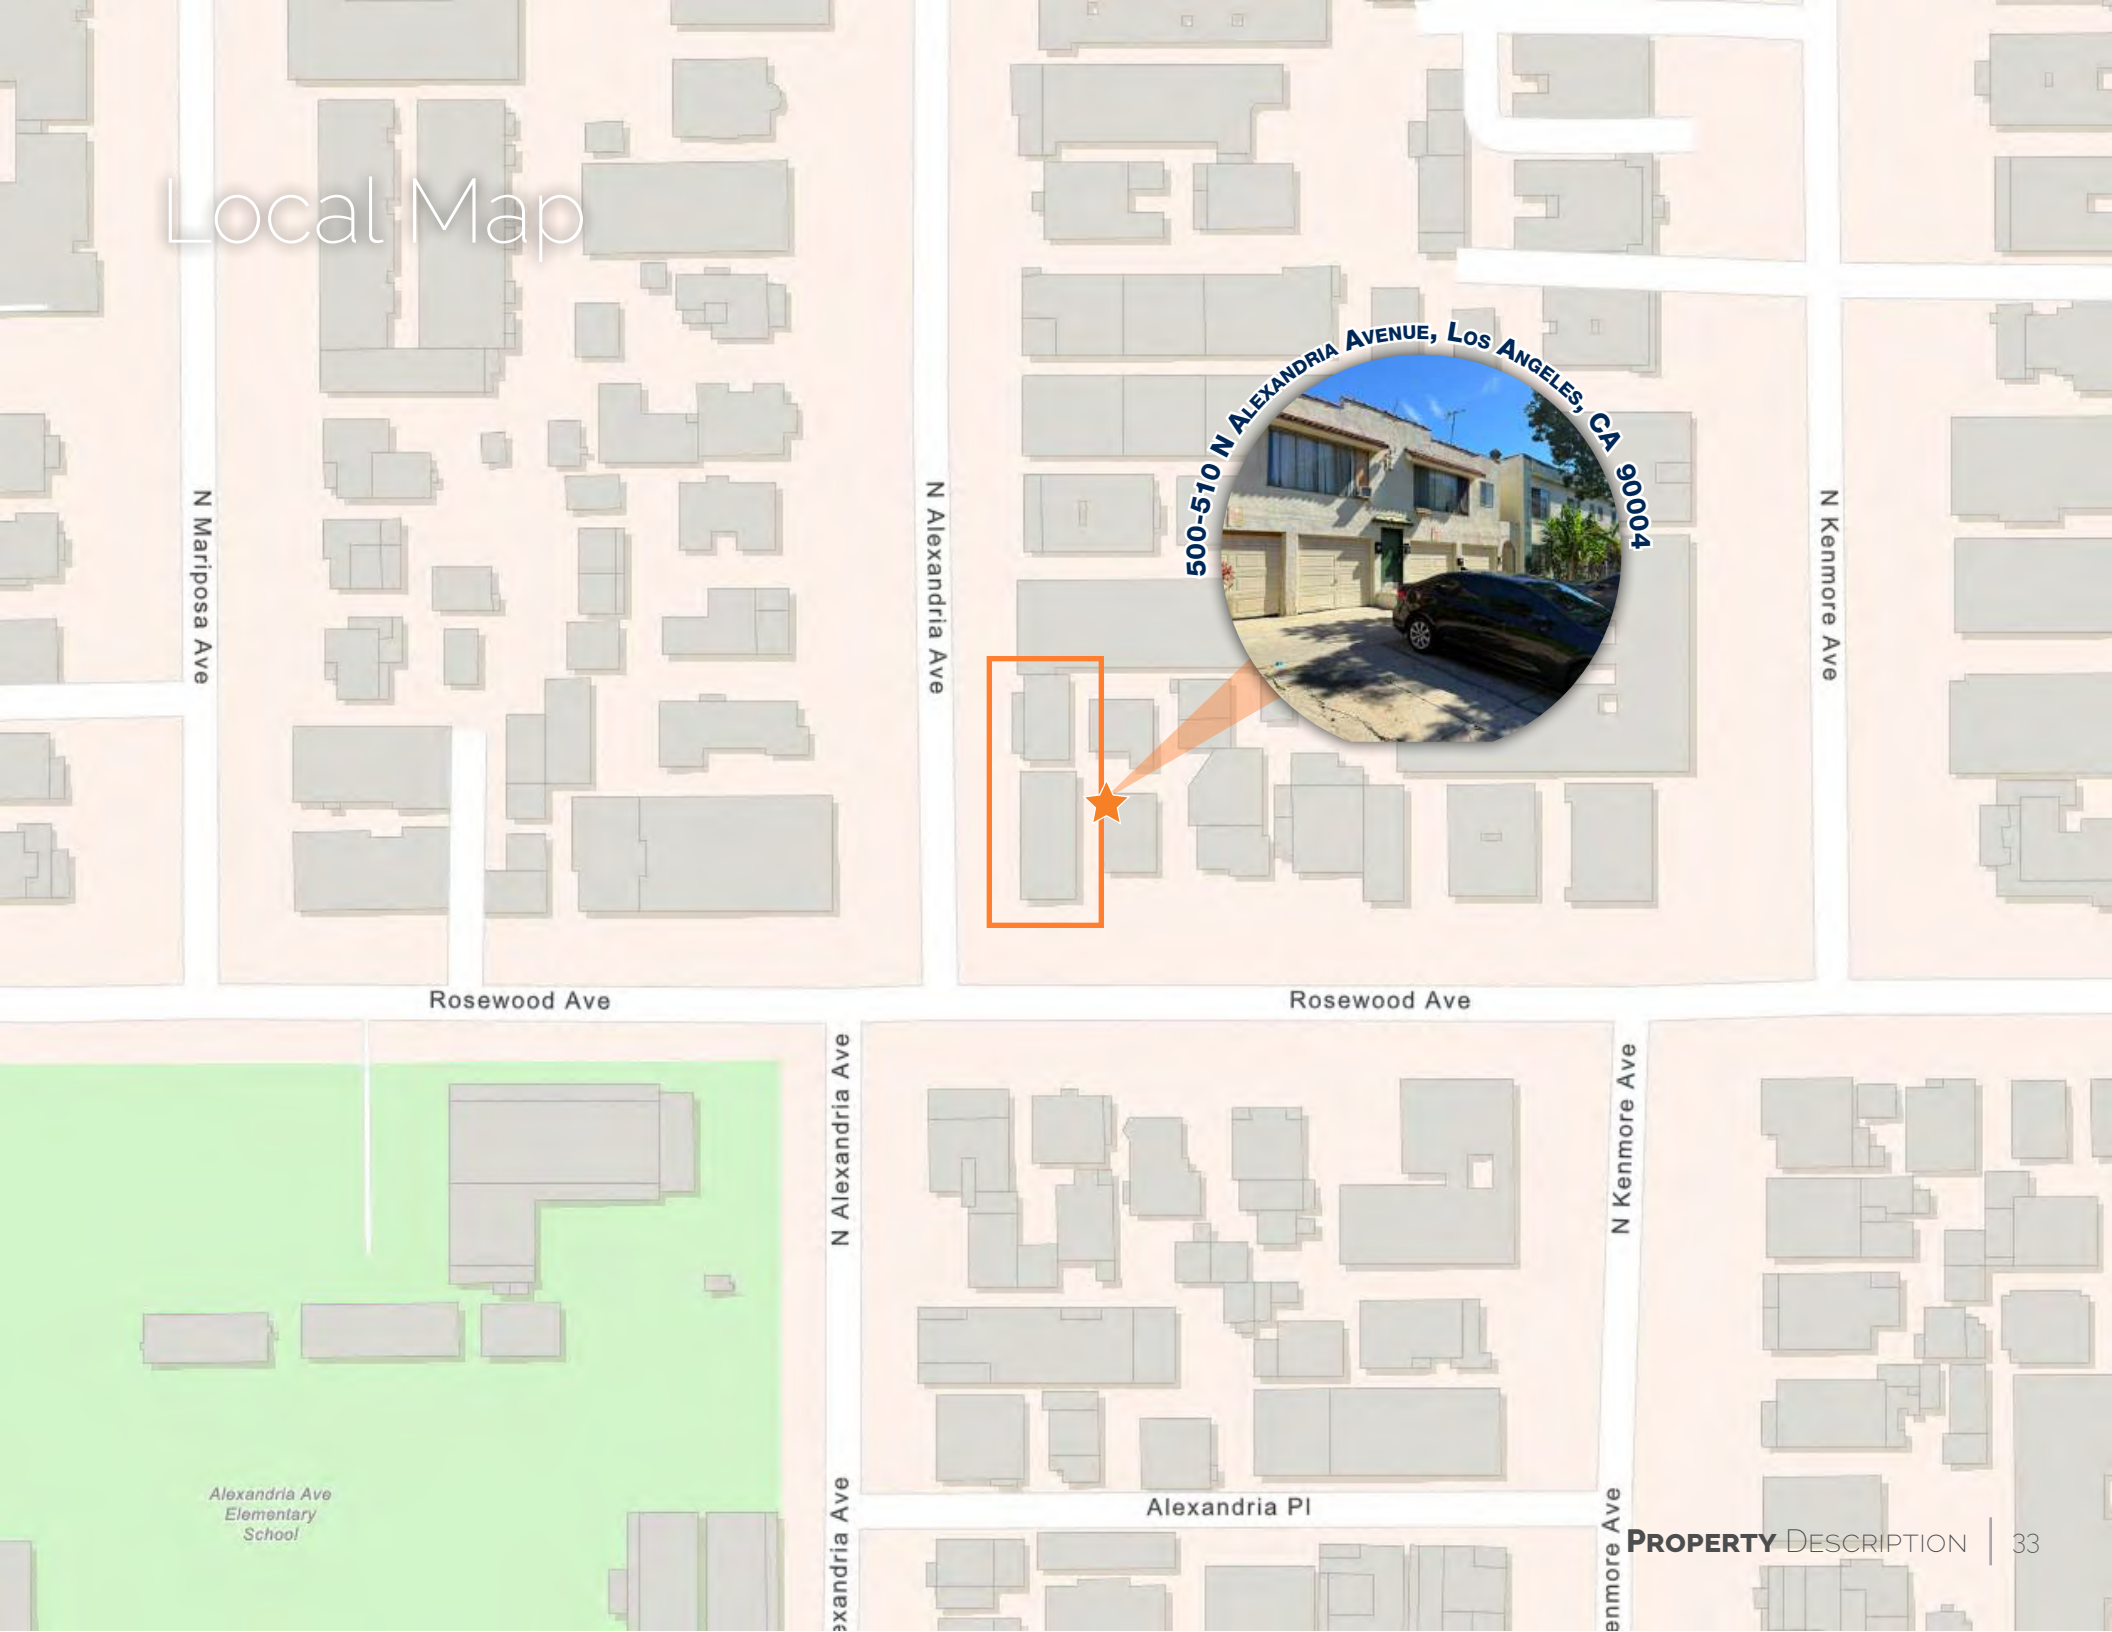 Local Map
500-510 N Alexandria Avenue, Los Angeles, CA 90004
N Mariposa Ave
N Alexandria Ave
N Kenmore Ave
Rosewood Ave
Rosewood Ave
N Alexandria Ave
N Kenmore Ave
Alexandria Ave
Elementary
School
Alexandria Pl
exandria Ave
enmore Ave
Property Description | 33